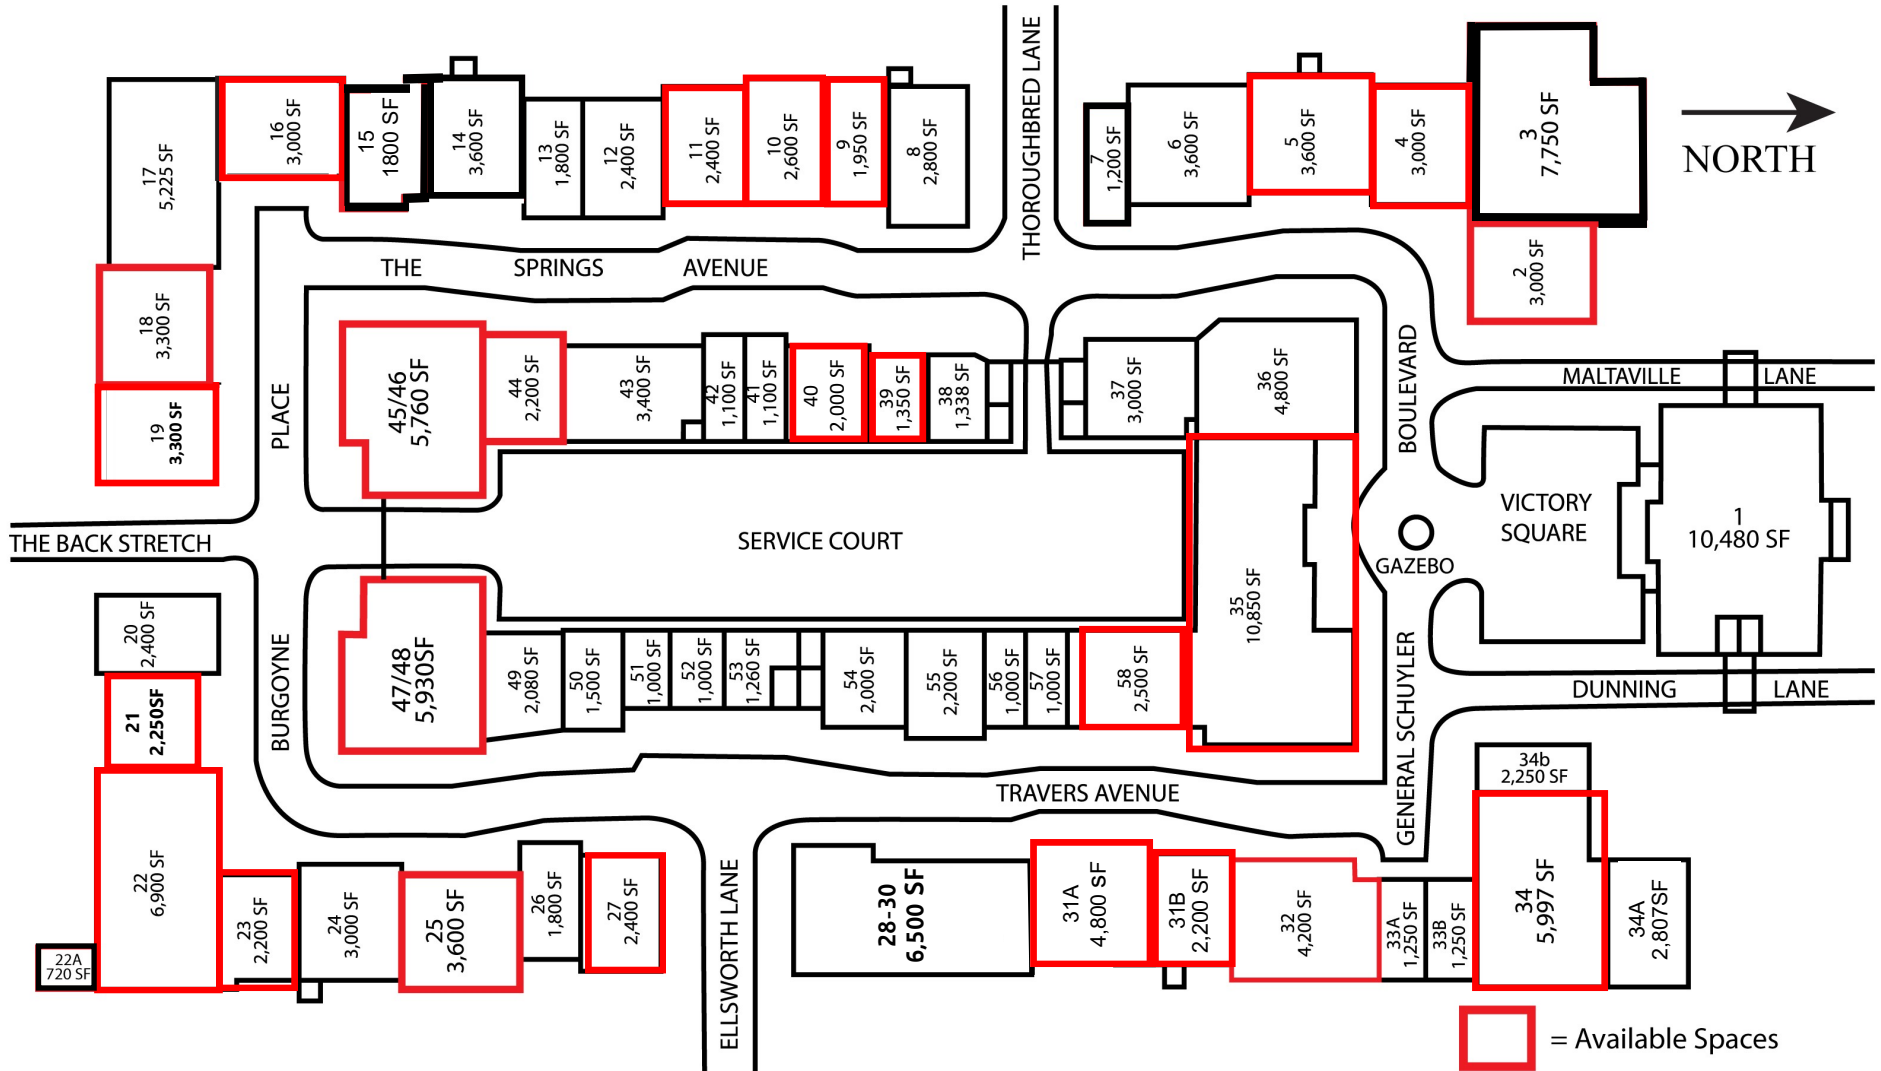 17
5,225 SF
16
3,000 SF
15
1800 SF
14
3,600 SF
13
1,800 SF
12
2,400 SF
11
2,400 SF
10
2,600 SF
9
1,950 SF
8
2,800 SF
THOROUGHBRED LANE
7
1,200 SF
6
3,600 SF
5
3,600 SF
4
3,000 SF
3
7,750 SF
NORTH
2
3,000 SF
18
3,300 SF
19
3,300 SF
THE SPRINGS AVENUE
PLACE
45/46
5,760 SF
44
2,200 SF
43
3,400 SF
42
1,100 SF
41
1,100 SF
40
2,000 SF
39
1,350 SF
38
1,338 SF
37
3,000 SF
36
4,800 SF
BOULEVARD
MALTAVILLE LANE
THE BACK STRETCH
SERVICE COURT
35
10,850 SF
GAZEBO
VICTORY
SQUARE
1
10,480 SF
20
2,400 SF
21
2,250SF
BURGOYNE
47/48
5,930SF
49
2,080 SF
50
1,500 SF
51
1,000 SF
52
1,000 SF
53
1,260 SF
54
2,000 SF
55
2,200 SF
56
1,000 SF
57
1,000 SF
58
2,500 SF
GENERAL SCHUYLER
DUNNING LANE
TRAVERS AVENUE
34b
2,250 SF
22
6,900 SF
22A
720 SF
23
2,200 SF
24
3,000 SF
25
3,600 SF
26
1,800 SF
27
2,400 SF
ELLSWORTH LANE
28-30
6,500 SF
31A
4,800 SF
31B
2,200 SF
32
4,200 SF
33A
1,250 SF
33B
1,250 SF
34
5,997 SF
34A
2,807SF
= Available Spaces